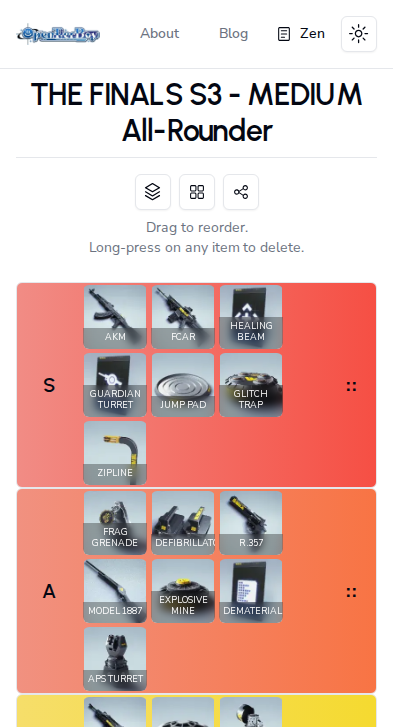 OpenTierBoy
About
Blog
Zen
THE FINALS S3 - MEDIUM
All-Rounder
Drag to reorder.
Long-press on any item to delete.
S
AKM
FCAR
HEALING
BEAM
GUARDIAN
TURRET
JUMP PAD
GLITCH
TRAP
ZIPLINE
::
A
FRAG
GRENADE
DEFIBRILLATO
R.357
MODEL 1887
EXPLOSIVE
MINE
DEMATERIAL
APS TURRET
::